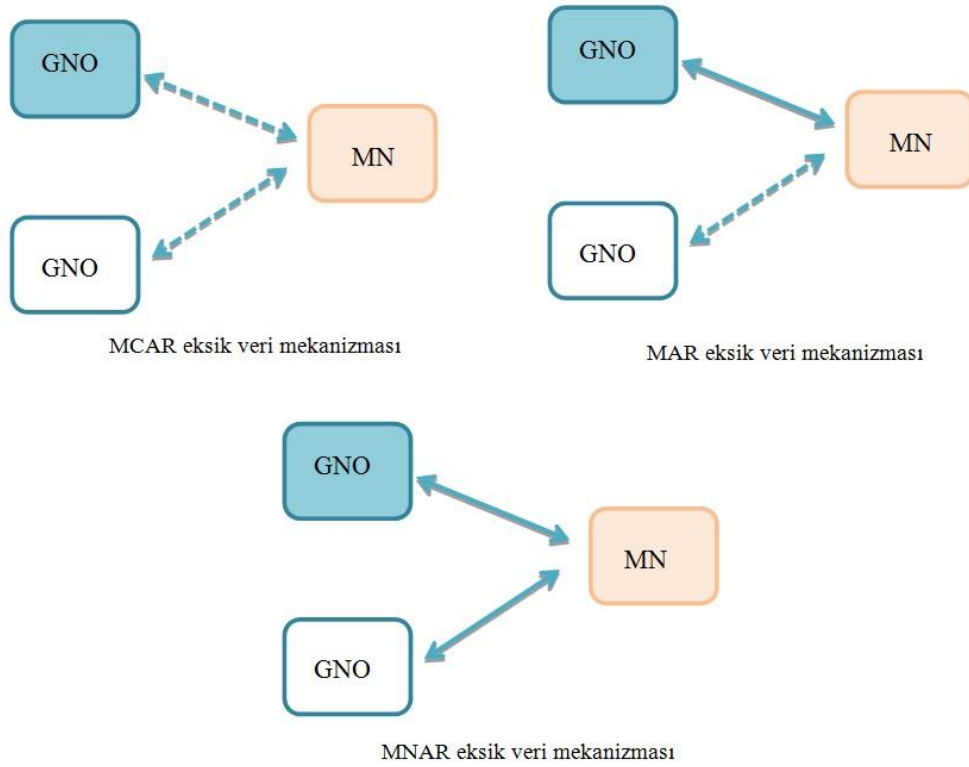 GNO
MN
GNO
MCAR eksik veri mekanizması
GNO
MN
GNO
MAR eksik veri mekanizması
GNO
MN
GNO
MNAR eksik veri mekanizması